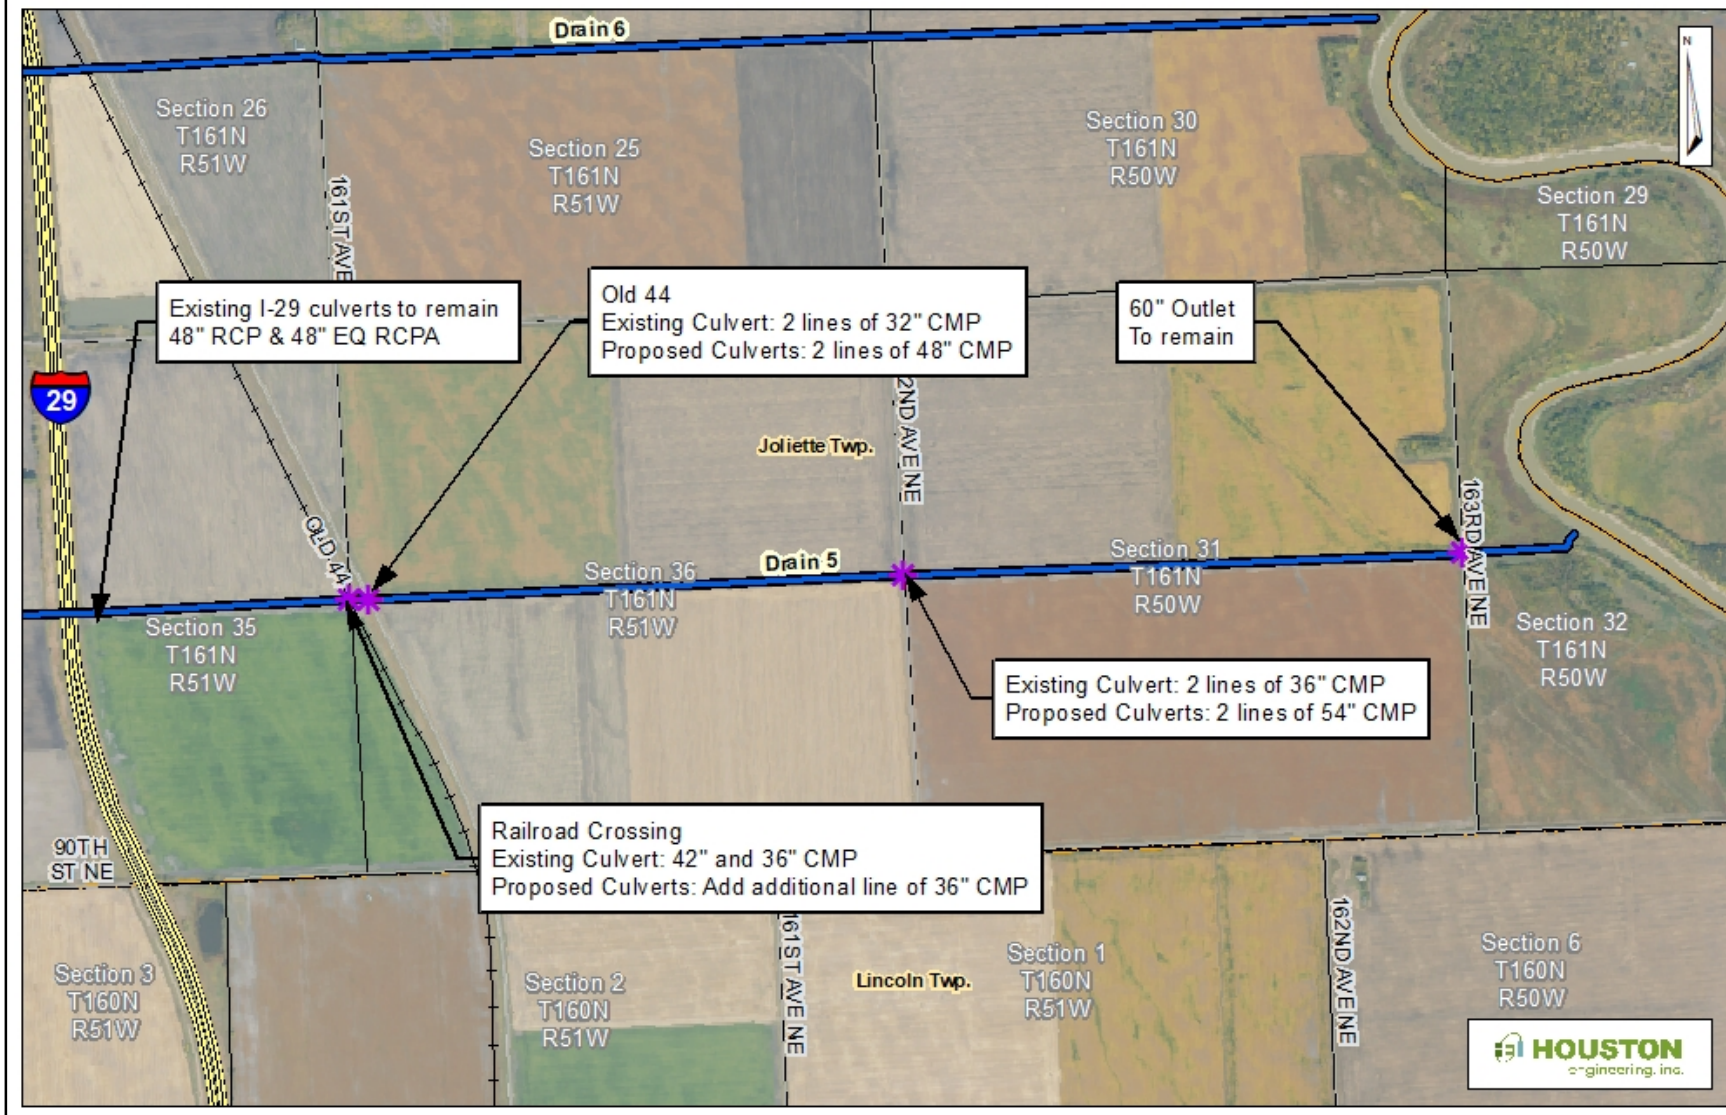 Drain 6
N
Section 26
T161N
R51W
Section 25
T161N
R51W
Section 30
T161N
R50W
Section 29
T161N
R50W
161ST AVE
Existing I-29 culverts to remain
48" RCP & 48" EQ RCPA
Old 44
Existing Culvert: 2 lines of 32" CMP
Proposed Culverts: 2 lines of 48" CMP
60" Outlet
To remain
29
2ND AVE NE
Joliette Twp.
OLD 44
163RD AVE NE
Drain 5
Section 36
T161N
R51W
Section 31
T161N
R50W
Section 35
T161N
R51W
Section 32
T161N
R50W
Existing Culvert: 2 lines of 36" CMP
Proposed Culverts: 2 lines of 54" CMP
Railroad Crossing
Existing Culvert: 42" and 36" CMP
Proposed Culverts: Add additional line of 36" CMP
90TH
ST NE
161ST AVE NE
162ND AVE NE
Section 3
T160N
R51W
Section 2
T160N
R51W
Lincoln Twp.
Section 1
T160N
R51W
Section 6
T160N
R50W
HOUSTON
engineering, inc.